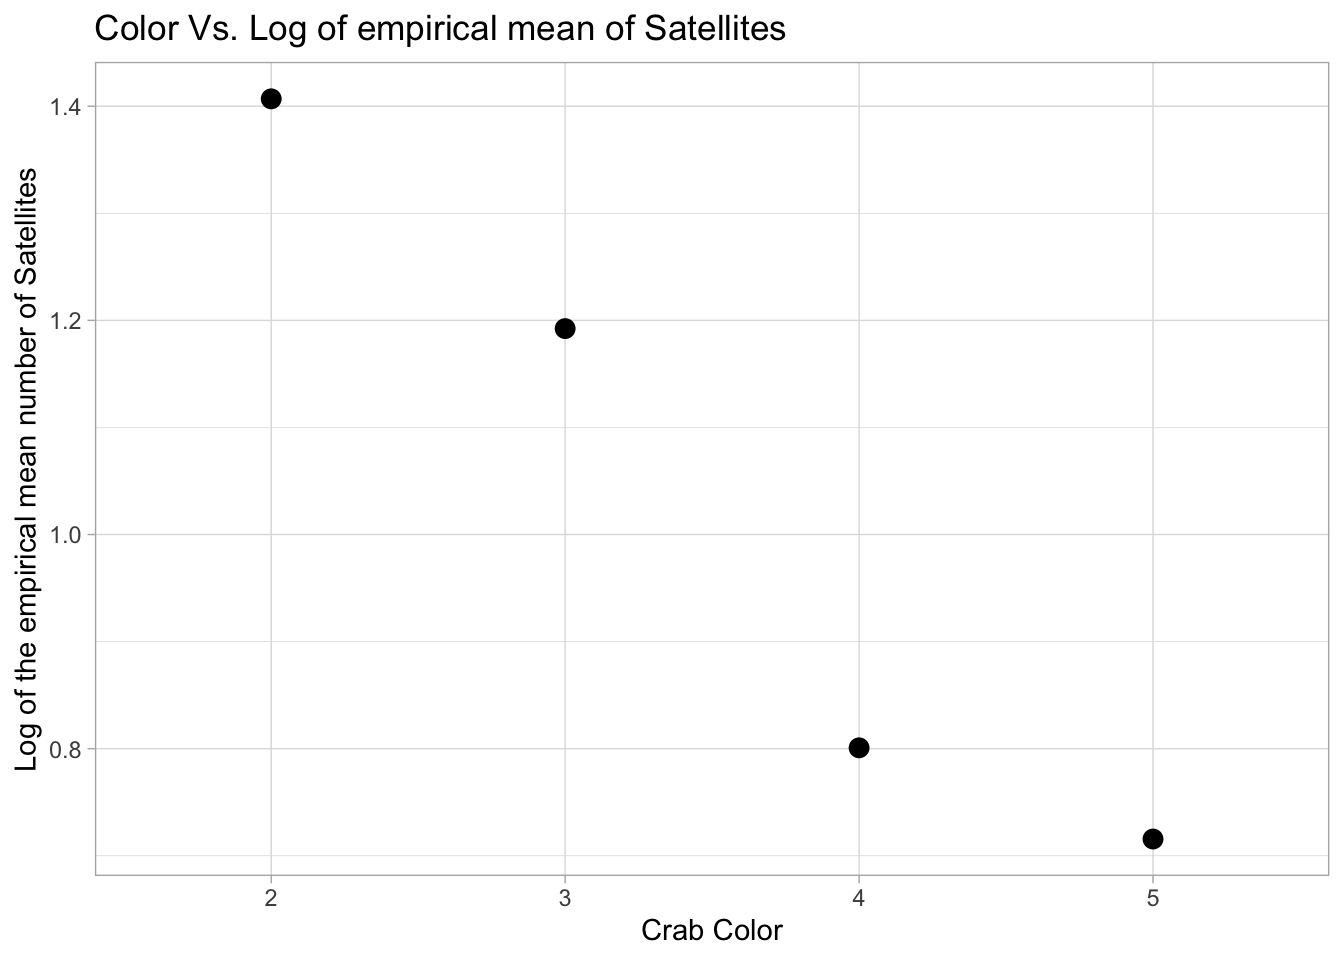 Color Vs. Log of empirical mean of Satellites
Log of the empirical mean number of Satellites
1.4
1.2
1.0
0.8
2 3 4 5
Crab Color